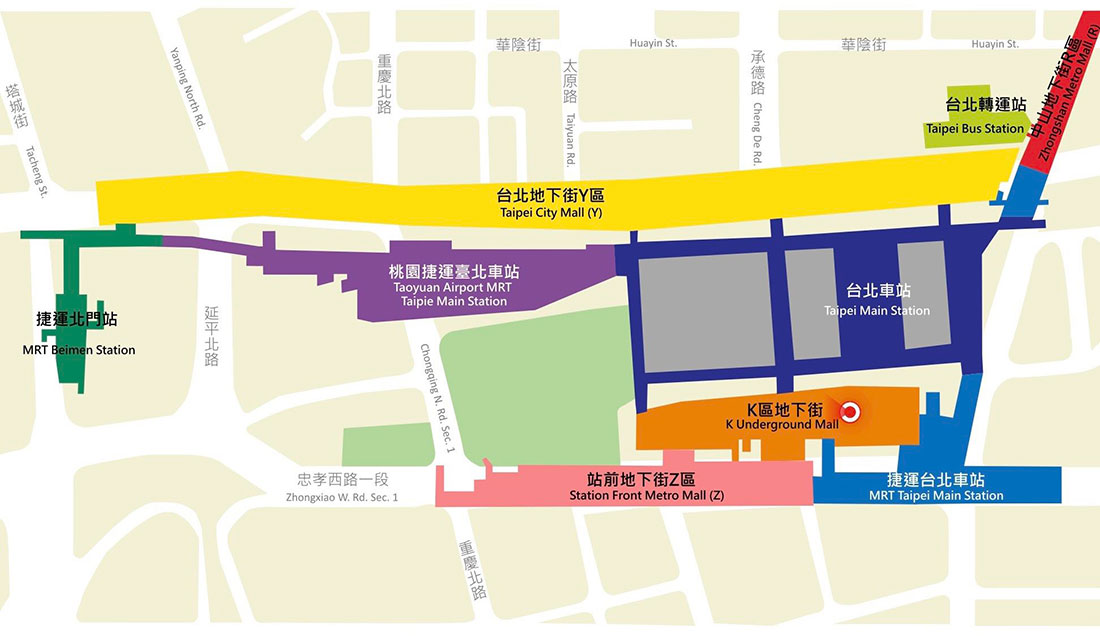 華陰街
Huayin St.
華陰街
Huayin St.
塔城街
Tacheng St.
Yanping North Rd.
重慶北路
太原路
Taiyuan Rd.
承德路
Cheng De Rd.
台北轉運站
Taipei Bus Station
中山地下街R區
Zhongshan Metro Mall (R)
台北地下街Y區
Taipei City Mall (Y)
桃園捷運臺北車站
Taoyuan Airport MRT
Taipie Main Station
台北車站
Taipei Main Station
捷運北門站
MRT Beimen Station
延平北路
Chongqing N. Rd. Sec. 1
K區地下街
K Underground Mall
忠孝西路一段
Zhongxiao W. Rd. Sec. 1
站前地下街Z區
Station Front Metro Mall (Z)
捷運台北車站
MRT Taipei Main Station
重慶北路